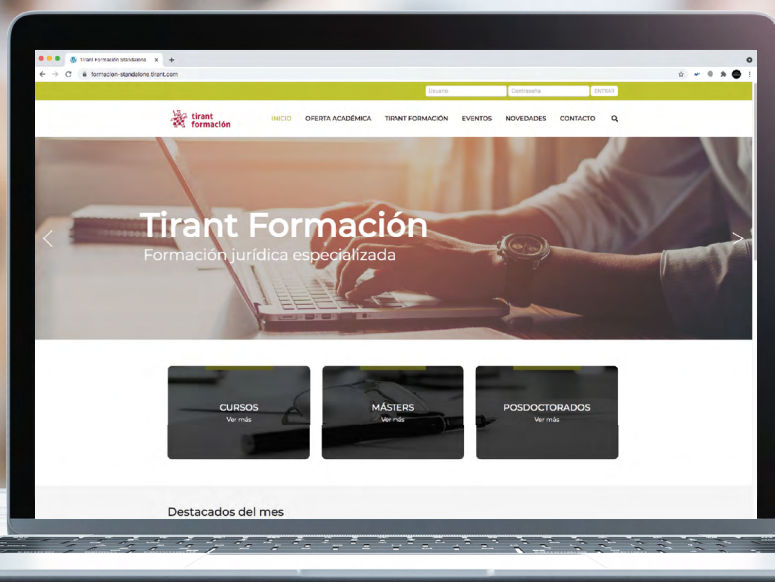 Tirant Formación Standalone
formacion-standalone.tirant.com
Usuario
Contraseña
ENTRAR
tirant
formación
INICIO OFERTA ACADÉMICA TIRANT FORMACIÓN EVENTOS NOVEDADES CONTACTO
Tirant Formación
Formación jurídica especializada
CURSOS
Ver más
MÁSTERS
Ver más
POSDOCTORADOS
Ver más
Destacados del mes